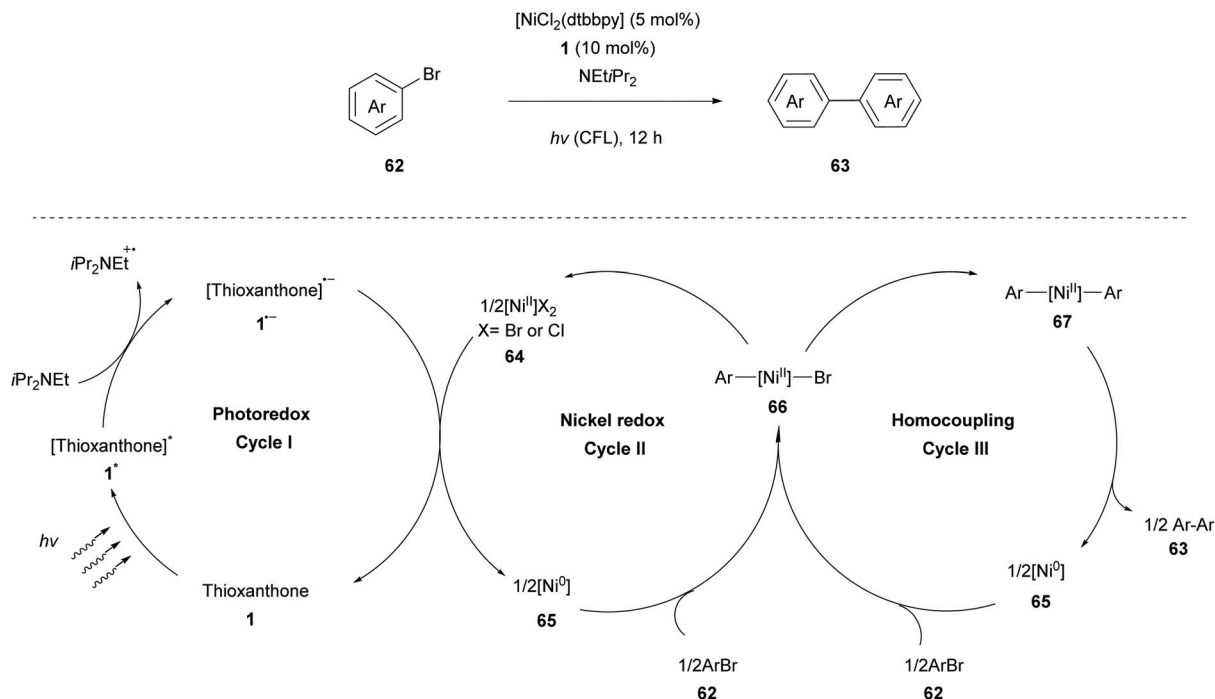 [NiCl2(dtbbpy] (5 mol%)
1 (10 mol%)
NEtiPr2
Br
Ar
Ar
Ar
hv (CFL), 12 h
62
63
iPr2NEt+•
[Thioxanthone]•−
1•−
1/2[NiII]X2
X= Br or Cl
64
Ar—[NiII]—Ar
67
iPr2NEt
Ar—[NiII]—Br
66
Photoredox
Cycle I
Nickel redox
Cycle II
Homocoupling
Cycle III
[Thioxanthone]*
1*
hv
1/2 Ar-Ar
63
Thioxanthone
1
1/2[Ni0]
65
1/2[Ni0]
65
1/2ArBr
62
1/2ArBr
62